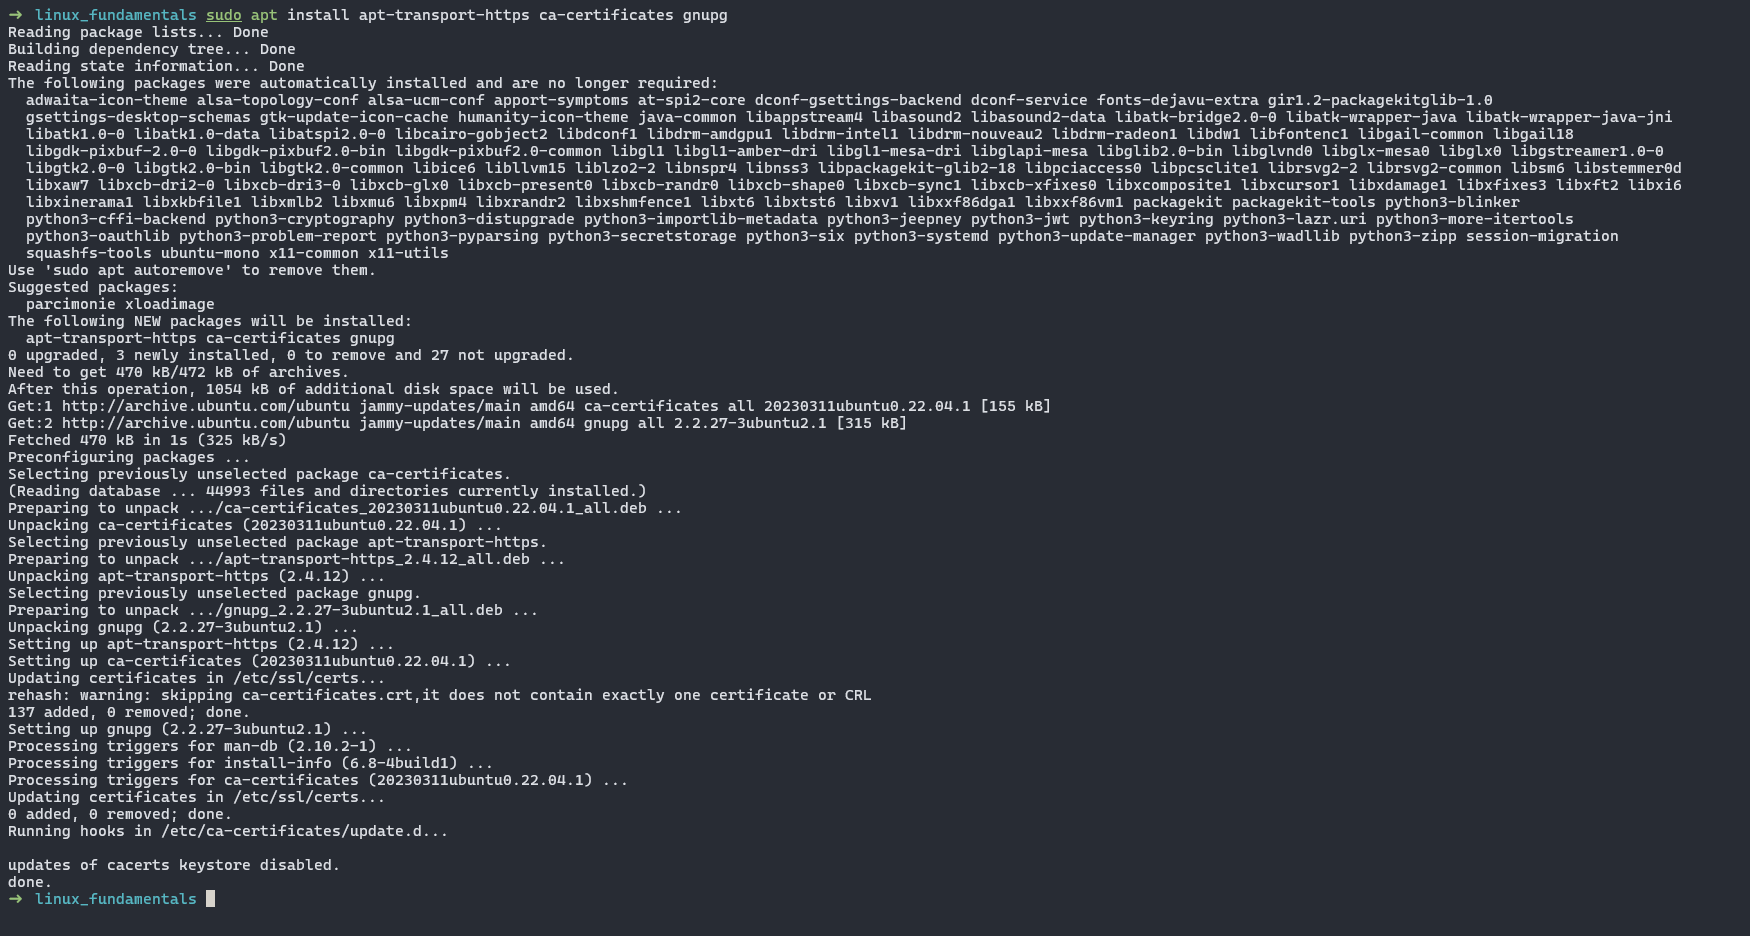 ➜ linux_fundamentals sudo apt install apt-transport-https ca-certificates gnupg
Reading package lists... Done
Building dependency tree... Done
Reading state information... Done
The following packages were automatically installed and are no longer required:
  adwaita-icon-theme alsa-topology-conf alsa-ucm-conf apport-symptoms at-spi2-core dconf-gsettings-backend dconf-service fonts-dejavu-extra gir1.2-packagekitglib-1.0
  gsettings-desktop-schemas gtk-update-icon-cache humanity-icon-theme java-common libappstream4 libasound2 libasound2-data libatk-bridge2.0-0 libatk-wrapper-java libatk-wrapper-java-jni
  libatk1.0-0 libatk1.0-data libatspi2.0-0 libcairo-gobject2 libdconf1 libdrm-amdgpu1 libdrm-intel1 libdrm-nouveau2 libdrm-radeon1 libdw1 libfontenc1 libgail-common libgail18
  libgdk-pixbuf-2.0-0 libgdk-pixbuf2.0-bin libgdk-pixbuf2.0-common libgl1 libgl1-amber-dri libgl1-mesa-dri libglapi-mesa libglib2.0-bin libglvnd0 libglx-mesa0 libglx0 libgstreamer1.0-0
  libgtk2.0-0 libgtk2.0-bin libgtk2.0-common libice6 libllvm15 liblzo2-2 libnspr4 libnss3 libpackagekit-glib2-18 libpciaccess0 libpcsclite1 librsvg2-2 librsvg2-common libsm6 libstemmer0d
  libxaw7 libxcb-dri2-0 libxcb-dri3-0 libxcb-glx0 libxcb-present0 libxcb-randr0 libxcb-shape0 libxcb-sync1 libxcb-xfixes0 libxcomposite1 libxcursor1 libxdamage1 libxfixes3 libxft2 libxi6
  libxinerama1 libxkbfile1 libxmlb2 libxmu6 libxpm4 libxrandr2 libxshmfence1 libxt6 libxtst6 libxv1 libxxf86dga1 libxxf86vm1 packagekit packagekit-tools python3-blinker
  python3-cffi-backend python3-cryptography python3-distupgrade python3-importlib-metadata python3-jeepney python3-jwt python3-keyring python3-lazr.uri python3-more-itertools
  python3-oauthlib python3-problem-report python3-pyparsing python3-secretstorage python3-six python3-systemd python3-update-manager python3-wadllib python3-zipp session-migration
  squashfs-tools ubuntu-mono x11-common x11-utils
Use 'sudo apt autoremove' to remove them.
Suggested packages:
  parcimonie xloadimage
The following NEW packages will be installed:
  apt-transport-https ca-certificates gnupg
0 upgraded, 3 newly installed, 0 to remove and 27 not upgraded.
Need to get 470 kB/472 kB of archives.
After this operation, 1054 kB of additional disk space will be used.
Get:1 http://archive.ubuntu.com/ubuntu jammy-updates/main amd64 ca-certificates all 20230311ubuntu0.22.04.1 [155 kB]
Get:2 http://archive.ubuntu.com/ubuntu jammy-updates/main amd64 gnupg all 2.2.27-3ubuntu2.1 [315 kB]
Fetched 470 kB in 1s (325 kB/s)
Preconfiguring packages ...
Selecting previously unselected package ca-certificates.
(Reading database ... 44993 files and directories currently installed.)
Preparing to unpack .../ca-certificates_20230311ubuntu0.22.04.1_all.deb ...
Unpacking ca-certificates (20230311ubuntu0.22.04.1) ...
Selecting previously unselected package apt-transport-https.
Preparing to unpack .../apt-transport-https_2.4.12_all.deb ...
Unpacking apt-transport-https (2.4.12) ...
Selecting previously unselected package gnupg.
Preparing to unpack .../gnupg_2.2.27-3ubuntu2.1_all.deb ...
Unpacking gnupg (2.2.27-3ubuntu2.1) ...
Setting up apt-transport-https (2.4.12) ...
Setting up ca-certificates (20230311ubuntu0.22.04.1) ...
Updating certificates in /etc/ssl/certs...
rehash: warning: skipping ca-certificates.crt,it does not contain exactly one certificate or CRL
137 added, 0 removed; done.
Setting up gnupg (2.2.27-3ubuntu2.1) ...
Processing triggers for man-db (2.10.2-1) ...
Processing triggers for install-info (6.8-4build1) ...
Processing triggers for ca-certificates (20230311ubuntu0.22.04.1) ...
Updating certificates in /etc/ssl/certs...
0 added, 0 removed; done.
Running hooks in /etc/ca-certificates/update.d...

updates of cacerts keystore disabled.
done.
➜ linux_fundamentals